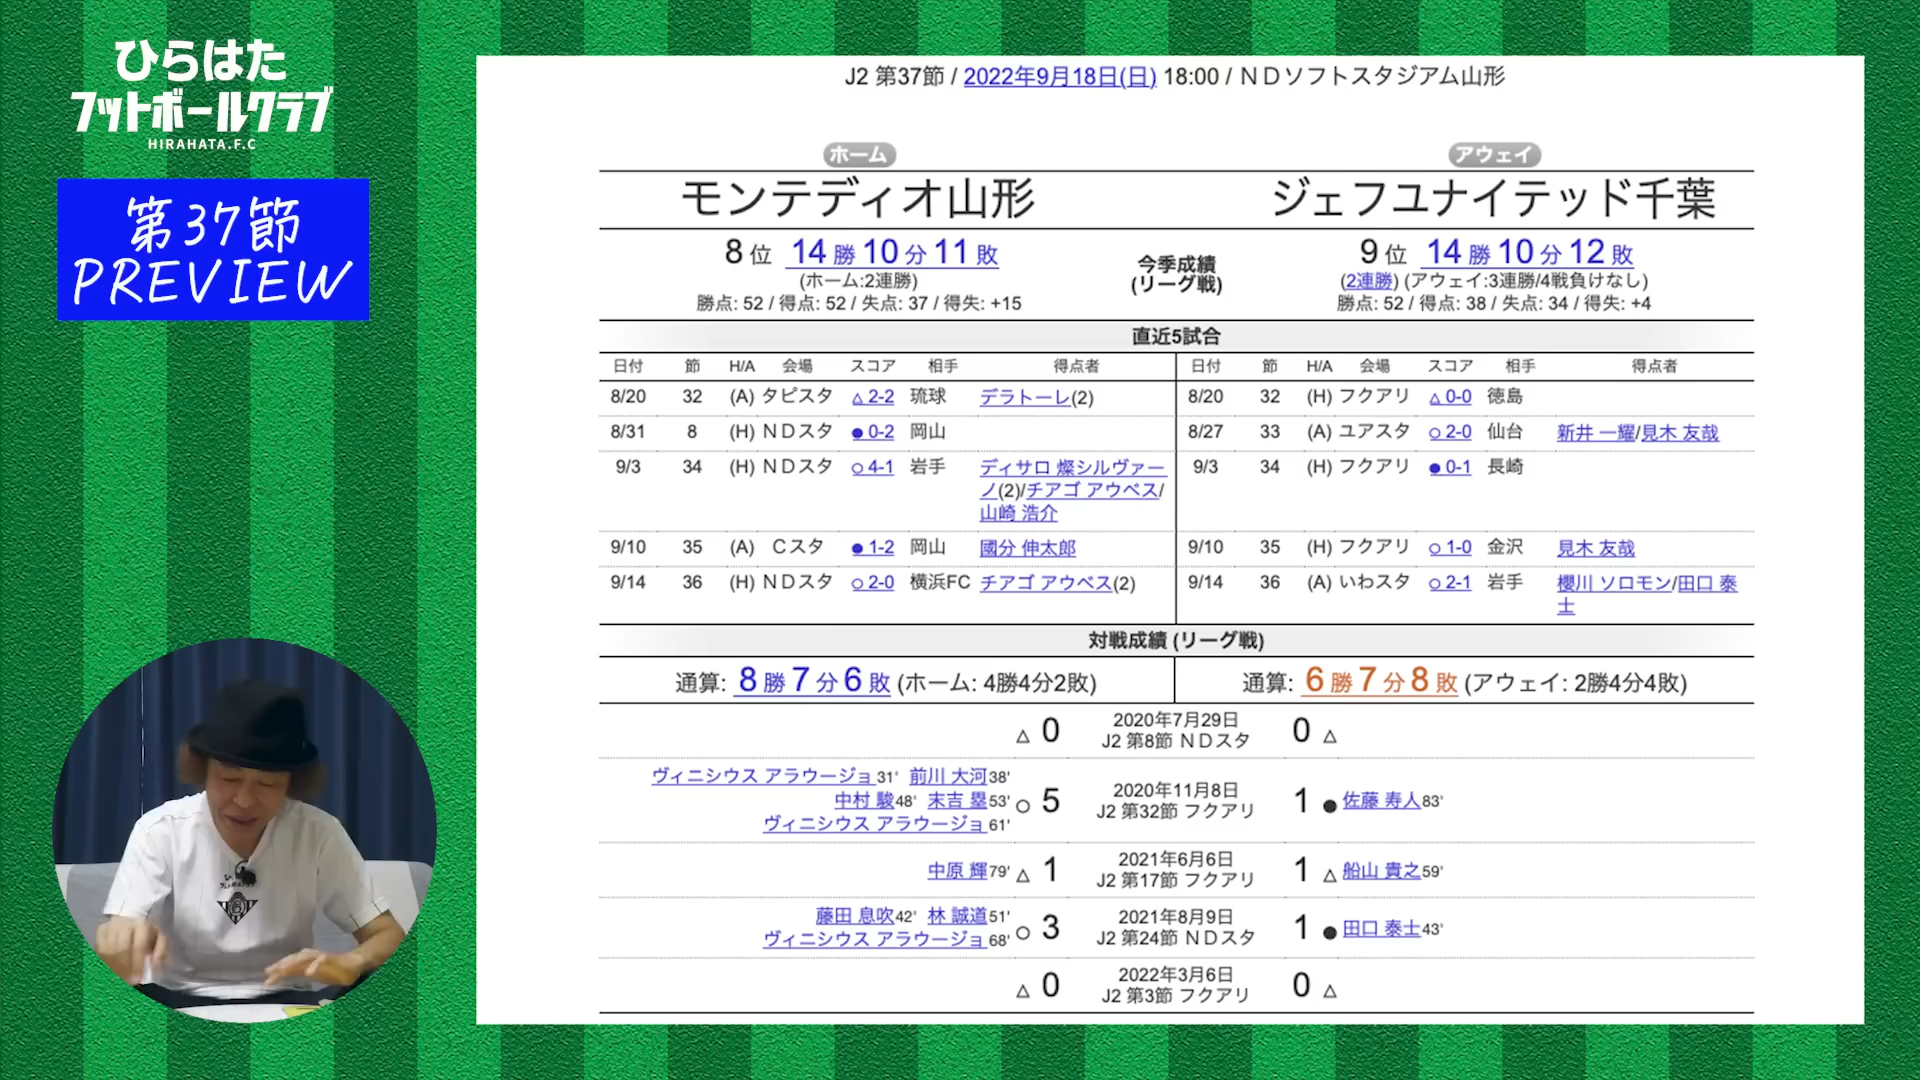 ひらはた
フットボールクラブ
HIRAHATA.F.C
第37節
PREVIEW
J2 第37節 / 2022年9月18日(日) 18:00 / NDソフトスタジアム山形
ホーム アウェイ
モンテディオ山形 ジェフユナイテッド千葉
8位 14勝10分11敗 今季成績 (リーグ戦) 9位 14勝10分12敗
(ホーム:2連勝) (2連勝) (アウェイ:3連勝/4戦負けなし)
勝点: 52 / 得点: 52 / 失点: 37 / 得失: +15 勝点: 52 / 得点: 38 / 失点: 34 / 得失: +4
直近5試合
日付 節 H/A 会場 スコア 相手 得点者 日付 節 H/A 会場 スコア 相手 得点者
8/20 32 (A) タピスタ △2-2 琉球 デラトーレ(2) 8/20 32 (H) フクアリ △0-0 徳島
8/31 8 (H) NDスタ ●0-2 岡山 8/27 33 (A) ユアスタ ○2-0 仙台 新井 一耀/見木 友哉
9/3 34 (H) NDスタ ○4-1 岩手 ディサロ 燦シルヴァー 9/3 34 (H) フクアリ ●0-1 長崎
ノ(2)/チアゴ アウベス/
山崎 浩介
9/10 35 (A) Cスタ ●1-2 岡山 國分 伸太郎 9/10 35 (H) フクアリ ○1-0 金沢 見木 友哉
9/14 36 (H) NDスタ ○2-0 横浜FC チアゴ アウベス(2) 9/14 36 (A) いわスタ ○2-1 岩手 櫻川 ソロモン/田口 泰
士
対戦成績 (リーグ戦)
通算: 8勝7分6敗 (ホーム: 4勝4分2敗) 通算: 6勝7分8敗 (アウェイ: 2勝4分4敗)
△ 0 2020年7月29日 0 △
J2 第8節 NDスタ
ヴィニシウス アラウージョ31' 前川 大河38'
中村 駿48' 末吉 塁53' ○ 5 2020年11月8日 1 ● 佐藤 寿人83'
ヴィニシウス アラウージョ61' J2 第32節 フクアリ
中原 輝79' △ 1 2021年6月6日 1 △ 船山 貴之59'
J2 第17節 フクアリ
藤田 息吹42' 林 誠道51' 2021年8月9日
ヴィニシウス アラウージョ68' ○ 3 J2 第24節 NDスタ 1 ● 田口 泰士43'
△ 0 2022年3月6日 0 △
J2 第3節 フクアリ